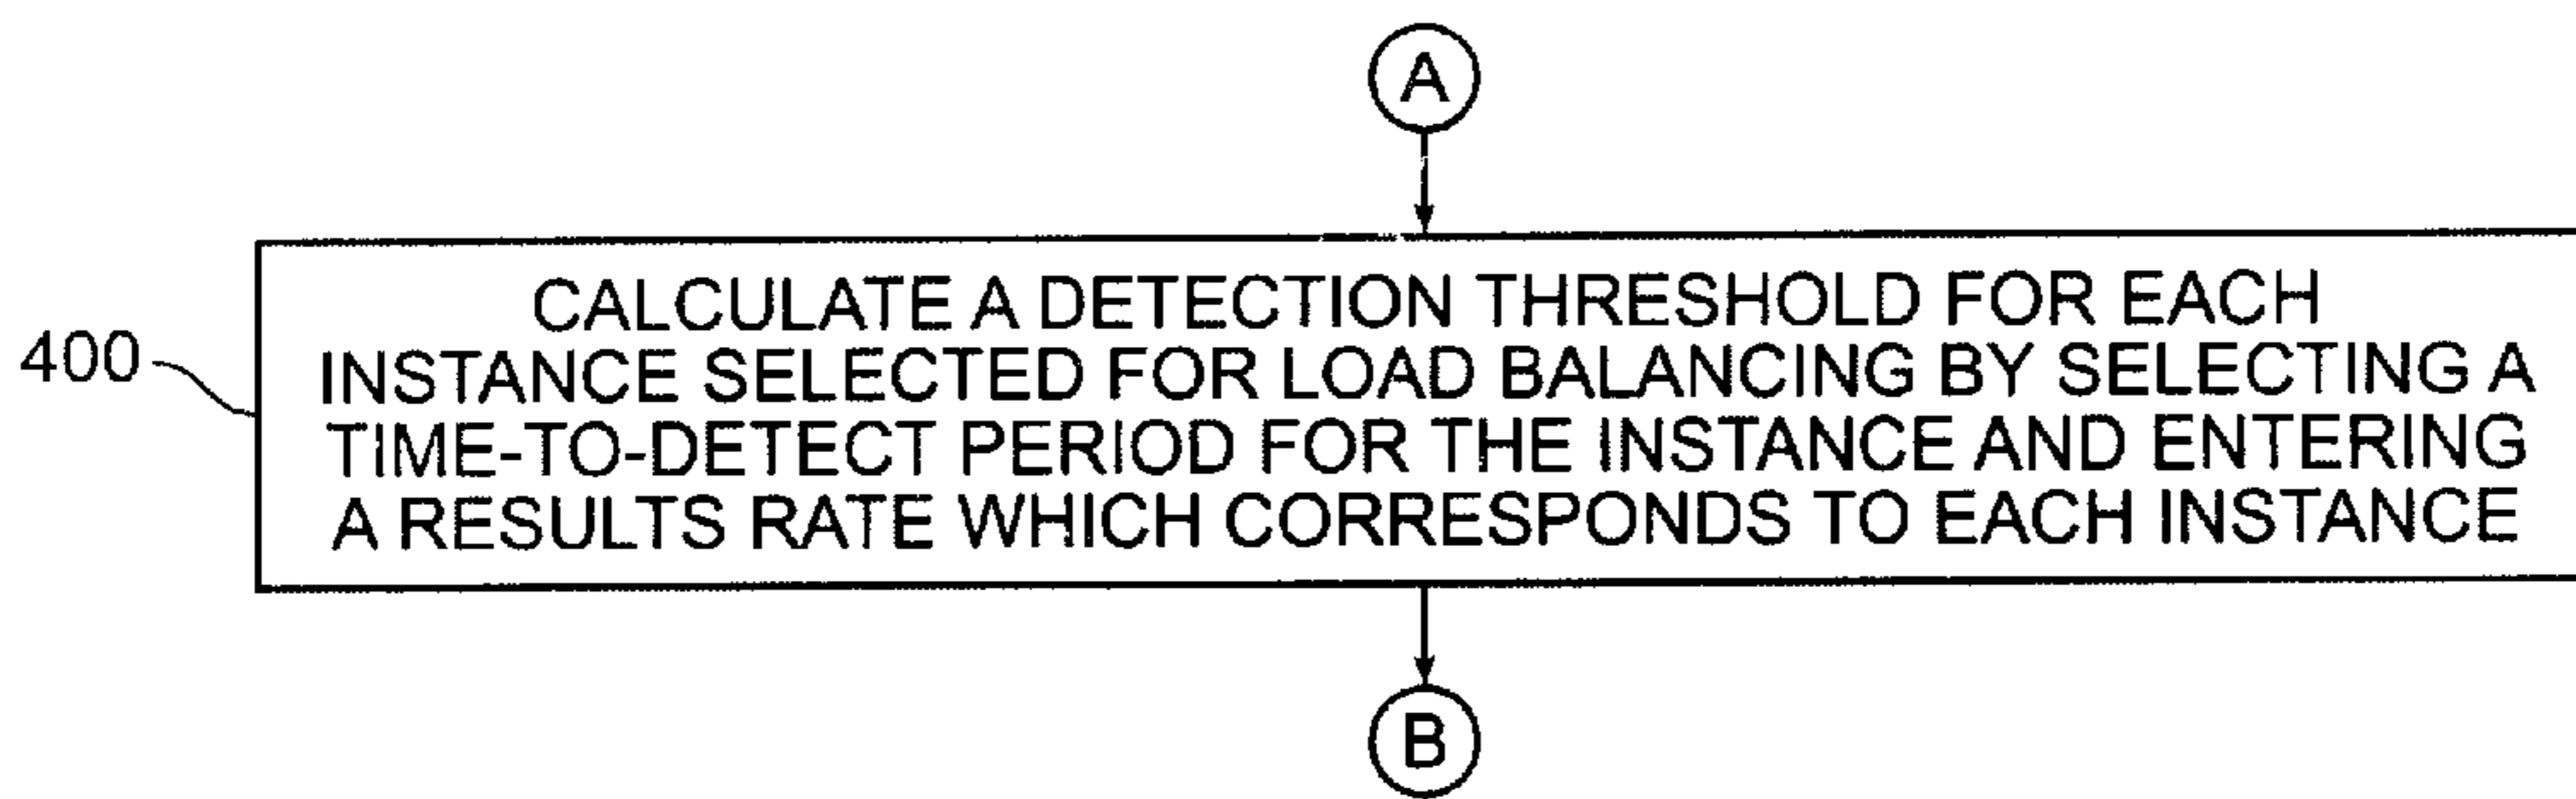 A
CALCULATE A DETECTION THRESHOLD FOR EACH
400
INSTANCE SELECTED FOR LOAD BALANCING BY SELECTING A
TIME-TO-DETECT PERIOD FOR THE INSTANCE AND ENTERING
A RESULTS RATE WHICH CORRESPONDS TO EACH INSTANCE
B